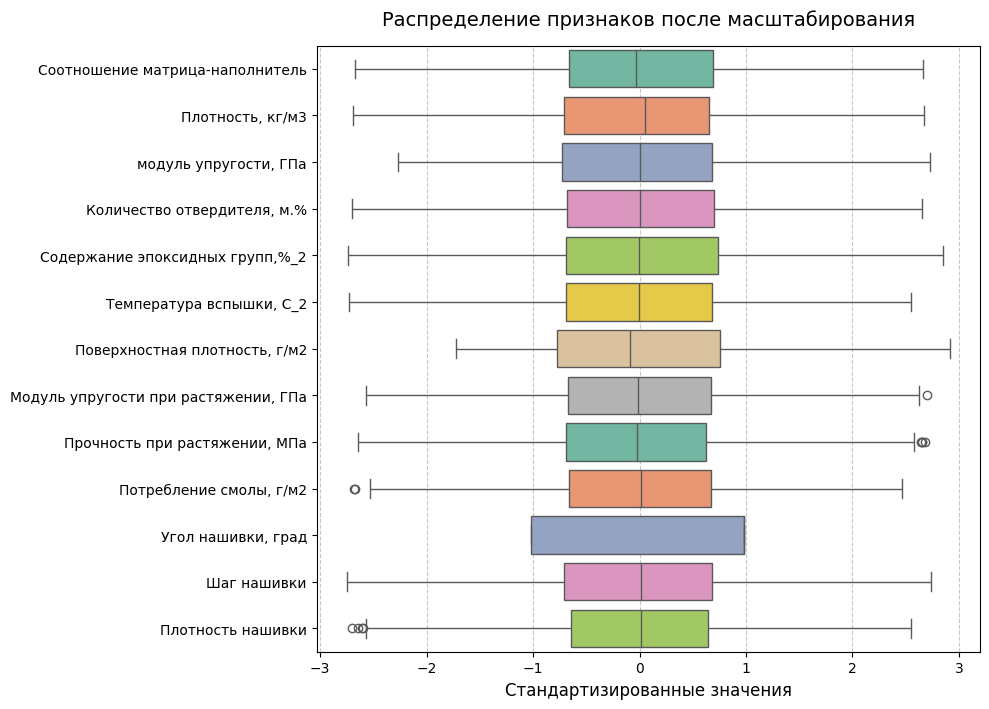 Распределение признаков после масштабирования
Соотношение матрица-наполнитель
Плотность, кг/м3
модуль упругости, ГПа
Количество отвердителя, м.%
Содержание эпоксидных групп,%_2
Температура вспышки, С_2
Поверхностная плотность, г/м2
Модуль упругости при растяжении, ГПа
Прочность при растяжении, МПа
Потребление смолы, г/м2
Угол нашивки, град
Шаг нашивки
Плотность нашивки
−3 −2 −1 0 1 2 3
Стандартизированные значения